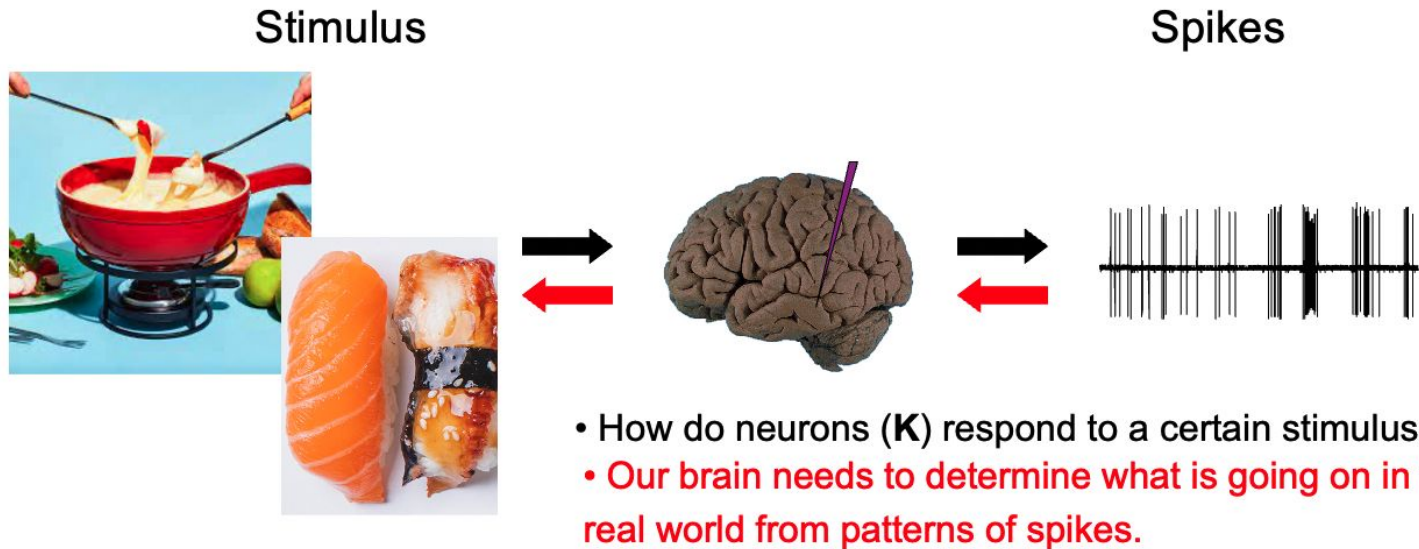 Stimulus
Spikes
• How do neurons (K) respond to a certain stimulus
• Our brain needs to determine what is going on in
real world from patterns of spikes.